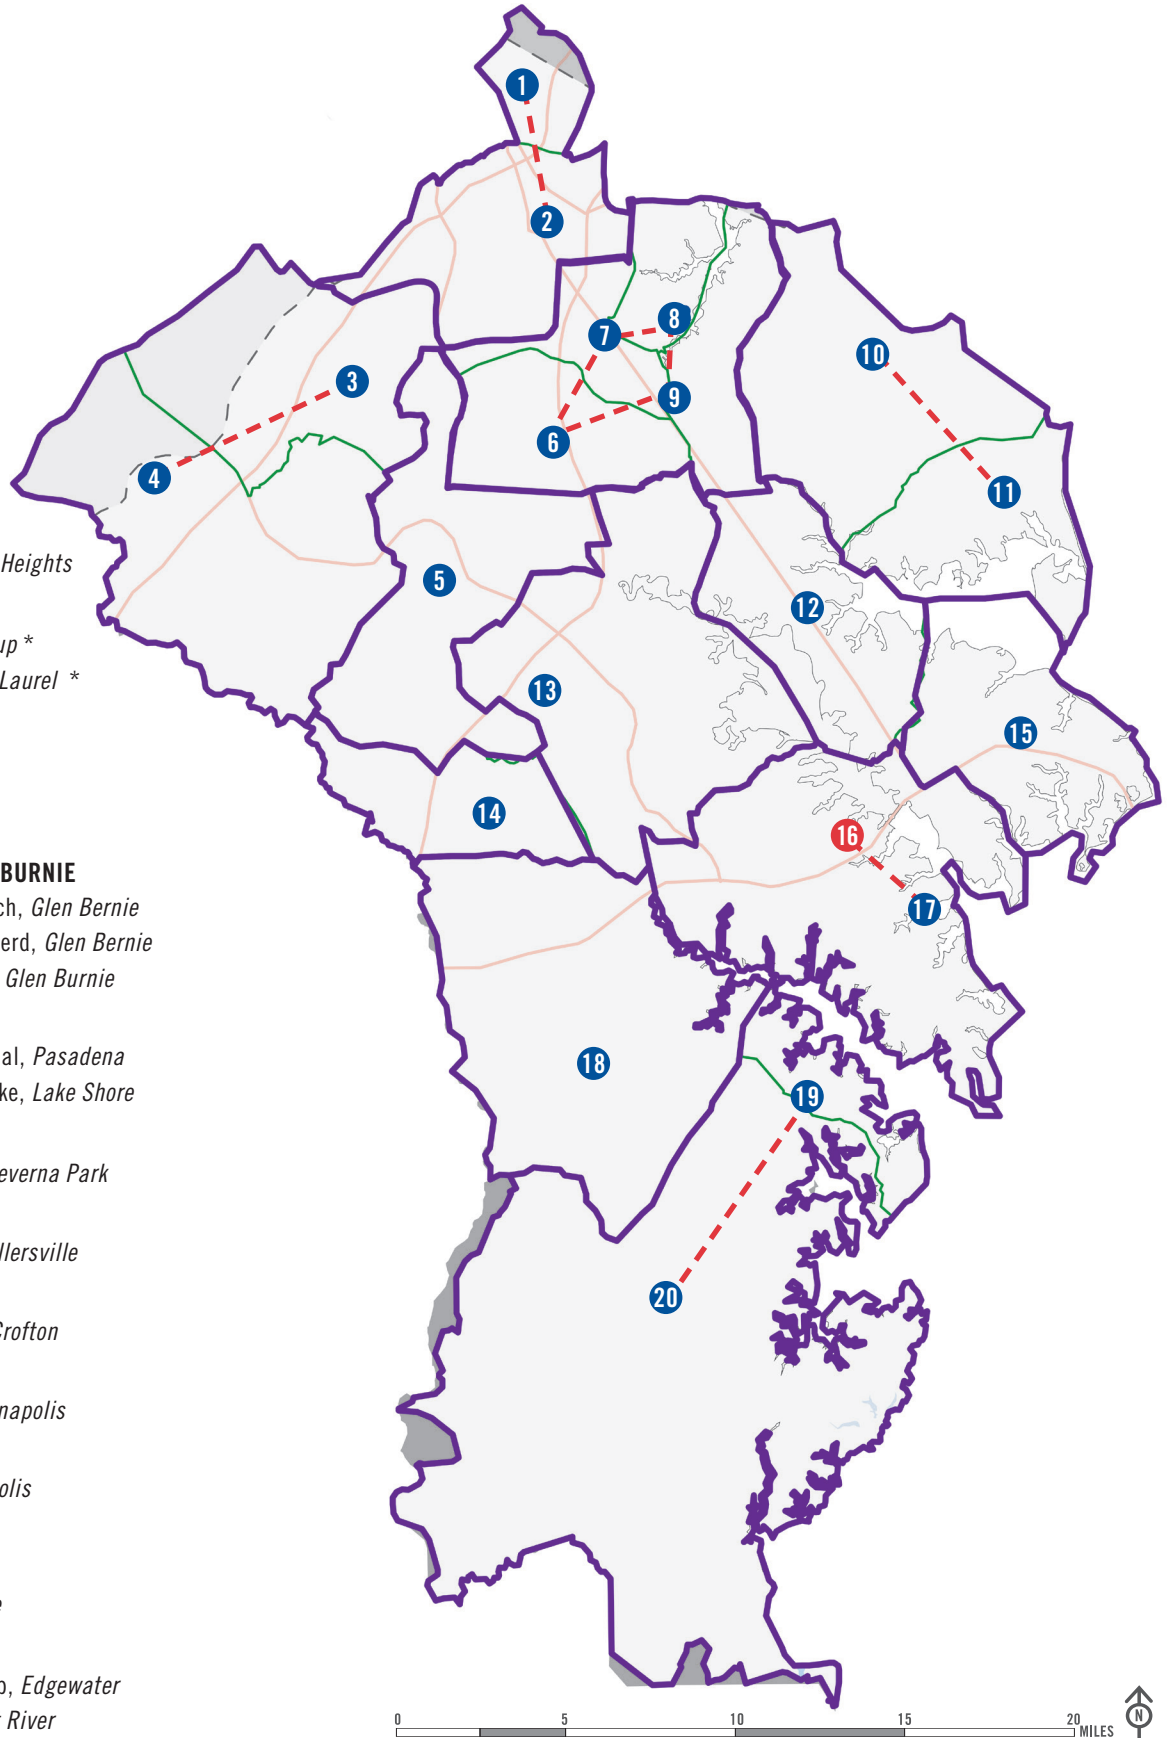 1
2
3
4
5
6
7
8
9
10
11
12
13
14
15
16
17
18
19
20
Heights
up *
Laurel *
BURNIE
ch, Glen Bernie
erd, Glen Bernie
Glen Burnie
al, Pasadena
ke, Lake Shore
everna Park
llersville
Crofton
napolis
olis
e
o, Edgewater
t River
0 5 10 15 20 MILES
N